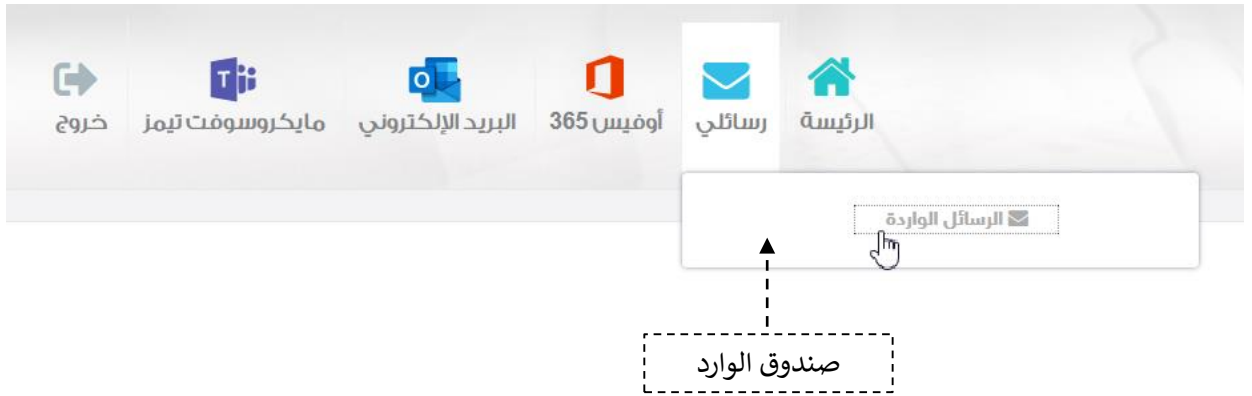 الرئيسة رسائلي أوفيس 365 البريد الإلكتروني مايكروسوفت تيمز خروج
الرسائل الواردة
صندوق الوارد